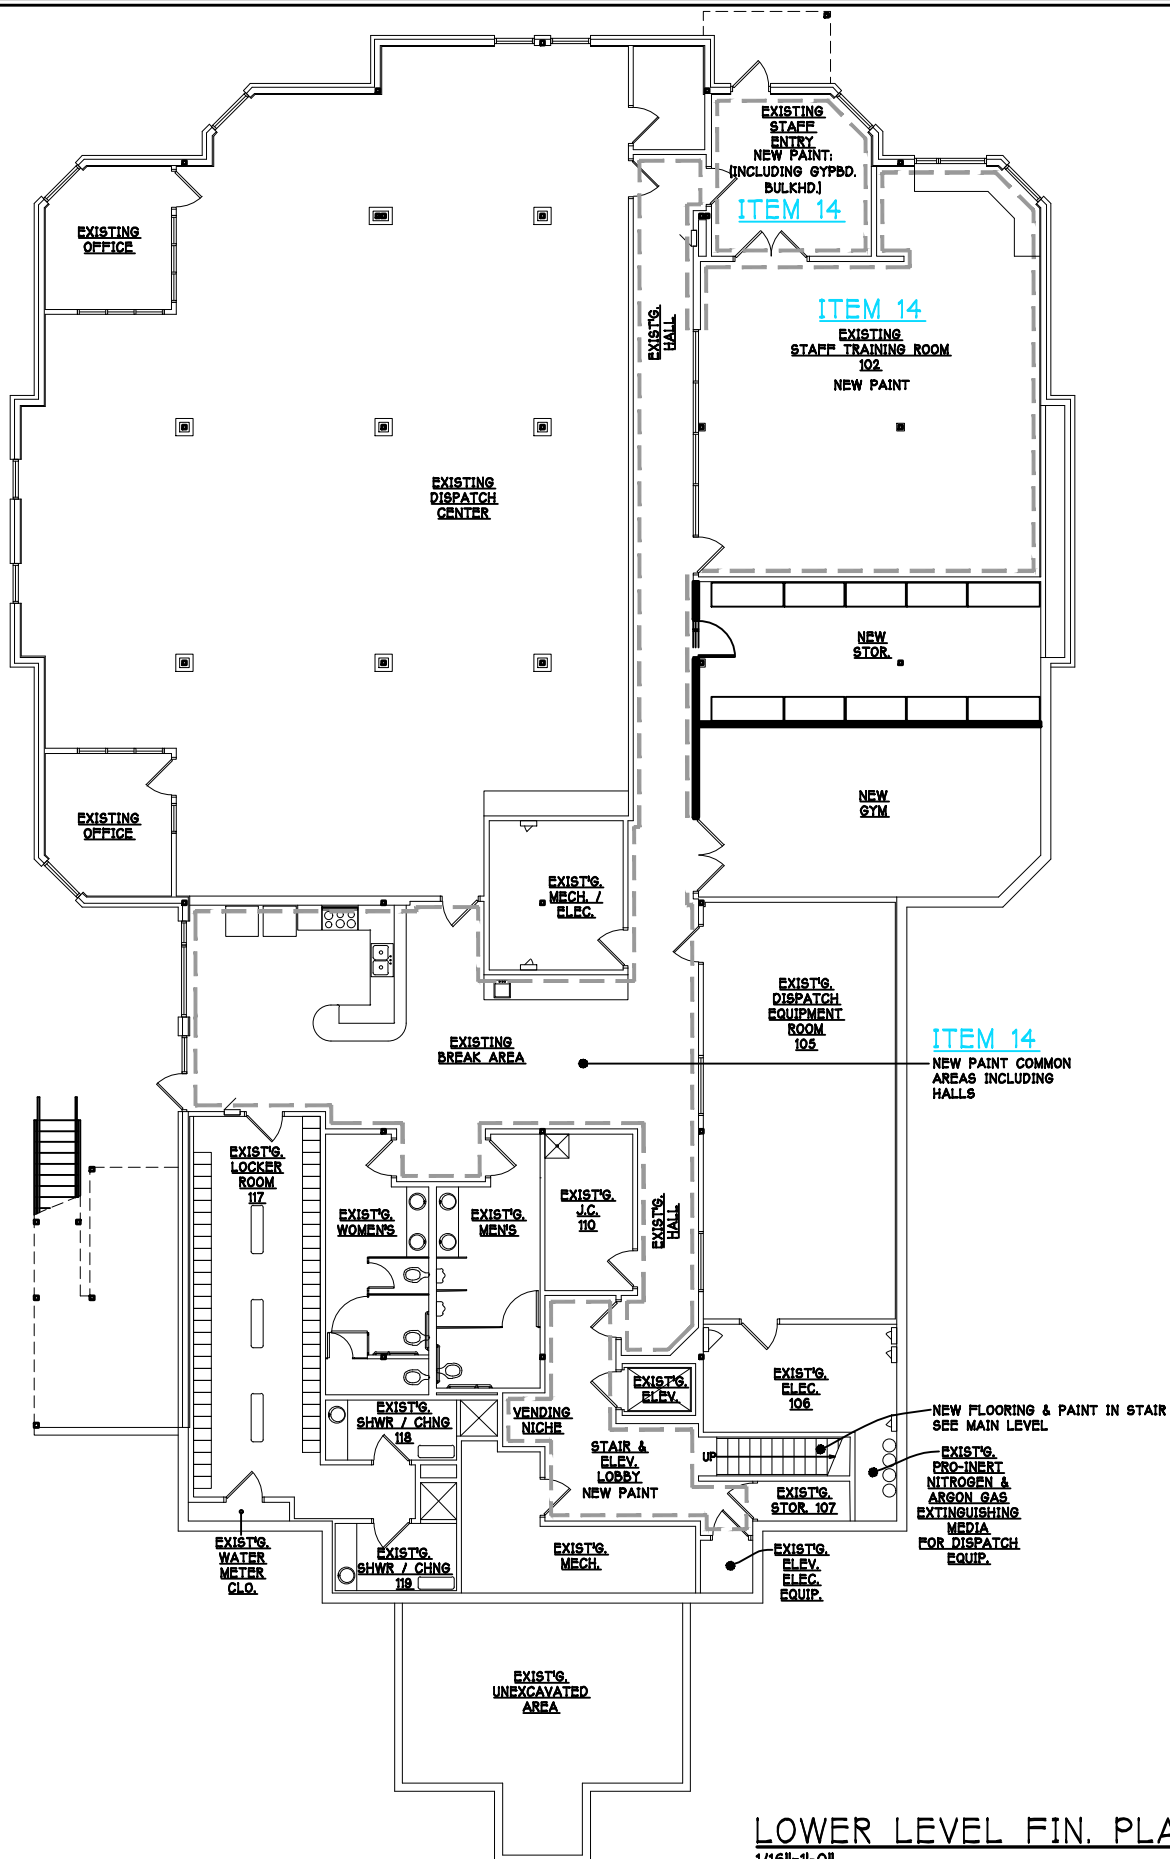 EXISTING
STAFF
ENTRY
NEW PAINT:
(INCLUDING GYPBD.
BULKHD.)
ITEM 14
EXISTING
OFFICE
EXIST'G.
HALL
ITEM 14
EXISTING
STAFF TRAINING ROOM
102
NEW PAINT
EXISTING
DISPATCH
CENTER
NEW
STOR.
NEW
GYM
EXISTING
OFFICE
EXIST'G.
MECH. /
ELEC.
EXIST'G.
DISPATCH
EQUIPMENT
ROOM
105
EXISTING
BREAK AREA
ITEM 14
NEW PAINT COMMON
AREAS INCLUDING
HALLS
EXIST'G.
LOCKER
ROOM
117
EXIST'G.
WOMEN'S
EXIST'G.
MEN'S
EXIST'G.
J.C.
110
EXIST'G.
HALL
EXIST'G.
ELEV.
EXIST'G.
ELEC.
106
EXIST'G.
SHWR / CHNG
118
VENDING
NICHE
NEW FLOORING & PAINT IN STAIR
SEE MAIN LEVEL
STAIR &
ELEV.
LOBBY
NEW PAINT
UP
EXIST'G.
PRO-INERT
NITROGEN &
ARGON GAS
EXTINGUISHING
MEDIA
FOR DISPATCH
EQUIP.
EXIST'G.
STOR. 107
EXIST'G.
WATER
METER
CLO.
EXIST'G.
SHWR / CHNG
119
EXIST'G.
MECH.
EXIST'G.
ELEV.
ELEC.
EQUIP.
EXIST'G.
UNEXCAVATED
AREA
LOWER LEVEL FIN. PLA
1/16"=1'-0"